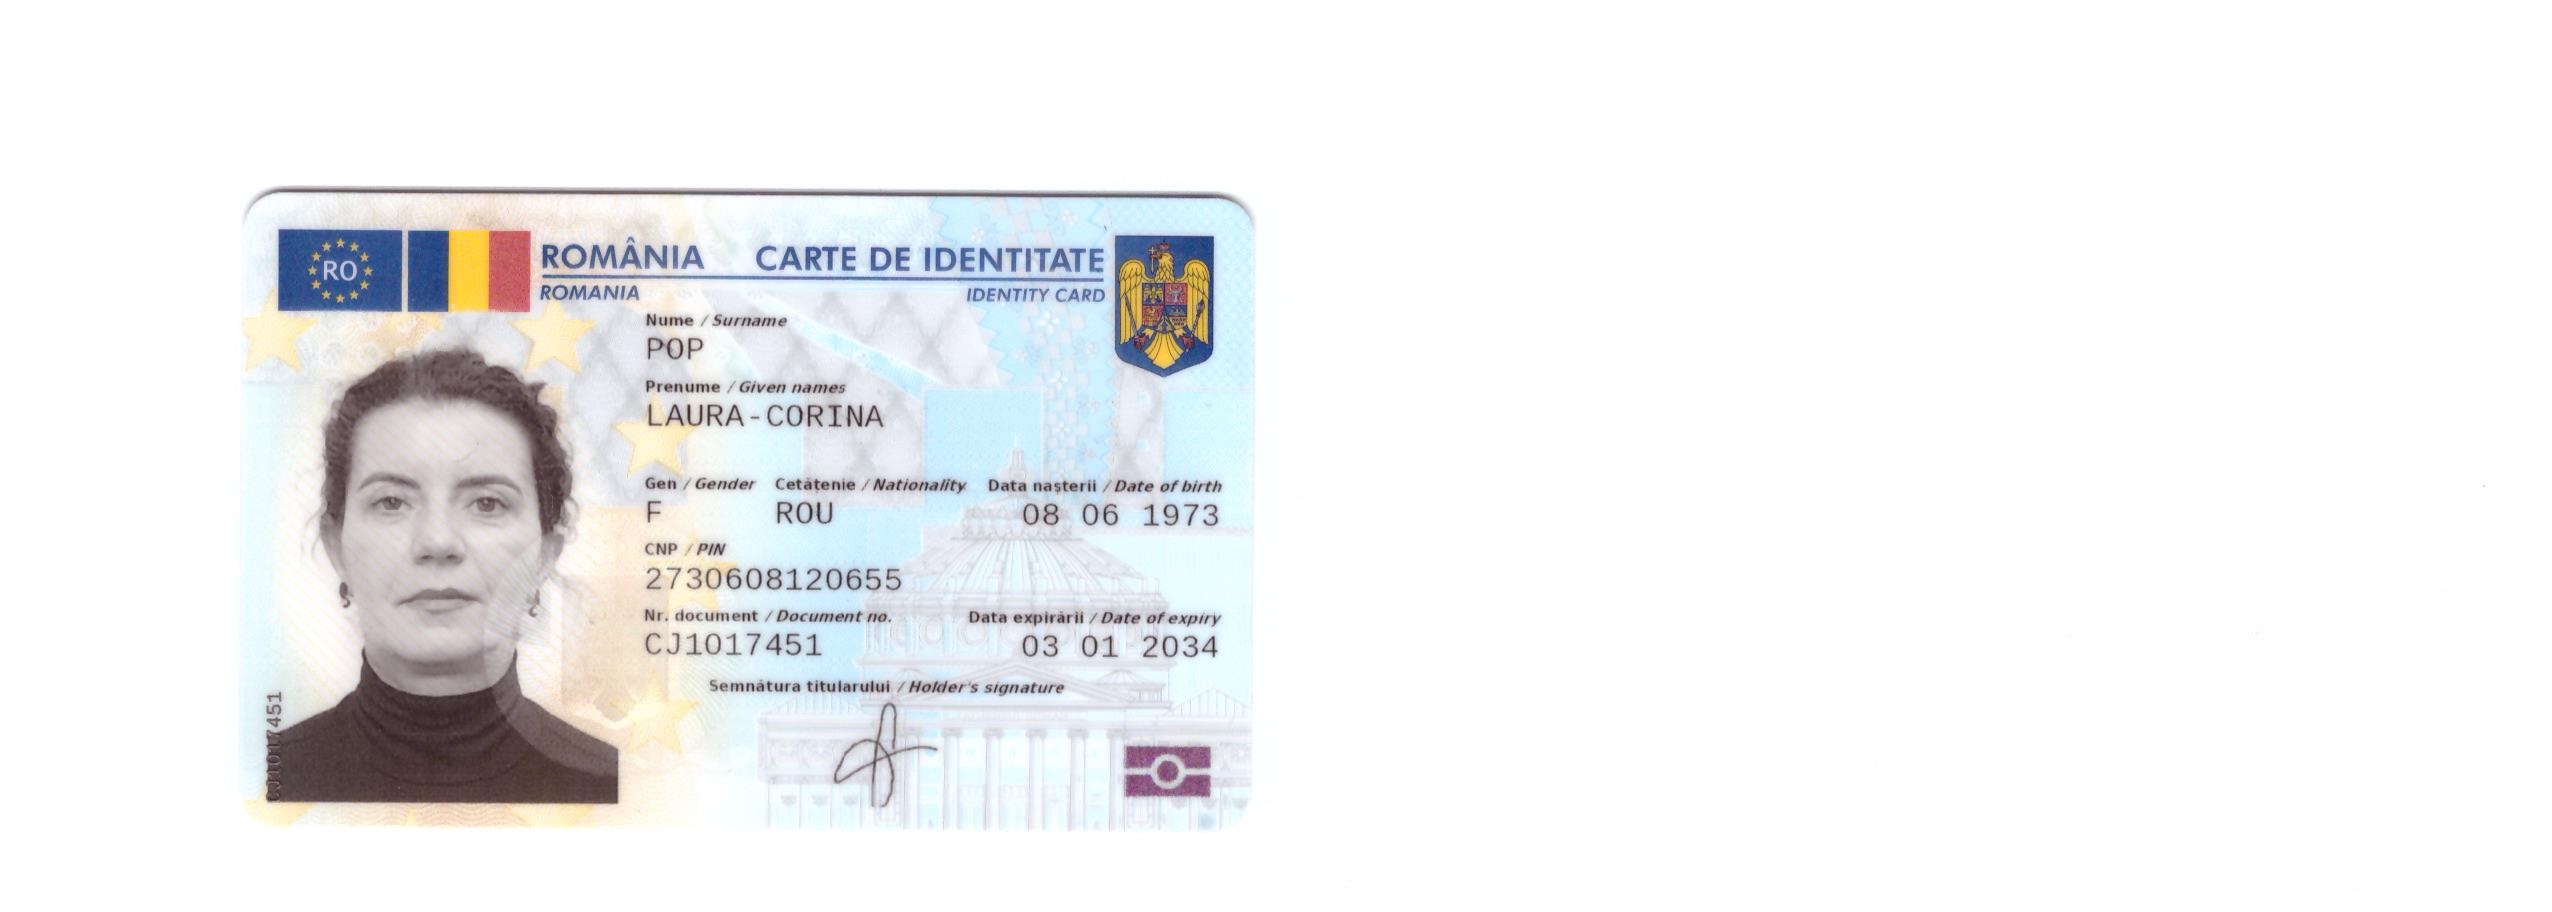 RO
ROMÂNIA CARTE DE IDENTITATE
ROMANIA IDENTITY CARD
Nume / Surname
POP
Prenume / Given names
LAURA-CORINA
Gen / Gender Cetățenie / Nationality Data nașterii / Date of birth
F ROU 08 06 1973
CNP / PIN
2730608120655
Nr. document / Document no. Data expirării / Date of expiry
CJ1017451 03 01 2034
Semnătura titularului / Holder's signature
CJ1017451